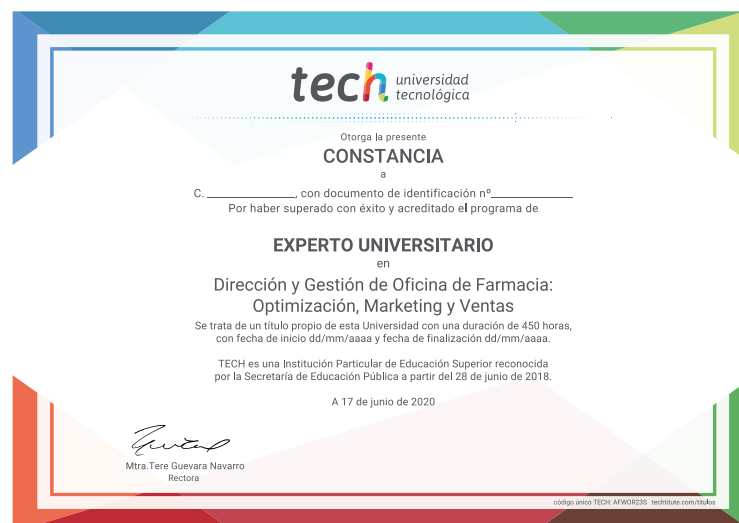 tech universidad
tecnológica
Otorga la presente
CONSTANCIA
a
C. ______________, con documento de identificación nº_____________
Por haber superado con éxito y acreditado el programa de
EXPERTO UNIVERSITARIO
en
Dirección y Gestión de Oficina de Farmacia:
Optimización, Marketing y Ventas
Se trata de un título propio de esta Universidad con una duración de 450 horas,
con fecha de inicio dd/mm/aaaa y fecha de finalización dd/mm/aaaa.
TECH es una Institución Particular de Educación Superior reconocida
por la Secretaría de Educación Pública a partir del 28 de junio de 2018.
A 17 de junio de 2020
Mtra.Tere Guevara Navarro
Rectora
código único TECH: AFWOR23S techtitute.com/titulos